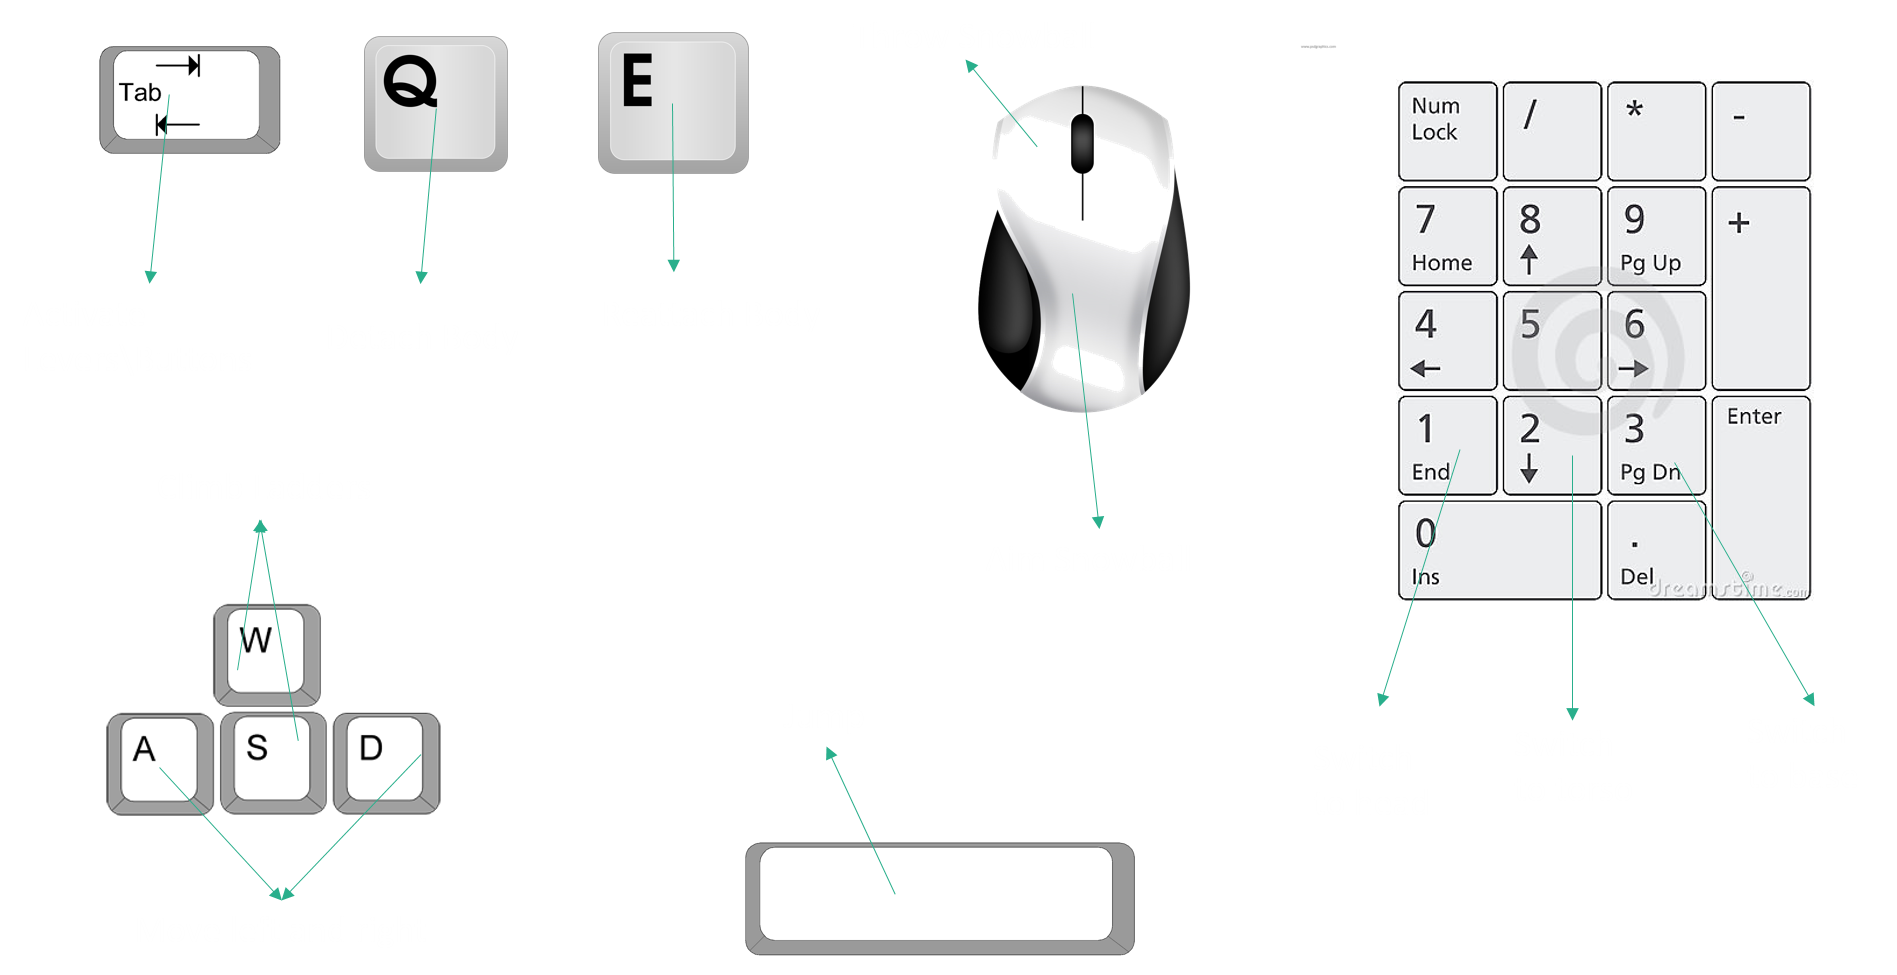 Tab
Q
E
Num
Lock
/
*
-
7
Home
8
9
Pg Up
+
4
5
6
1
End
2
3
Pg Dn
Enter
0
Ins
.
Del
dreamstime.com
W
A
S
D